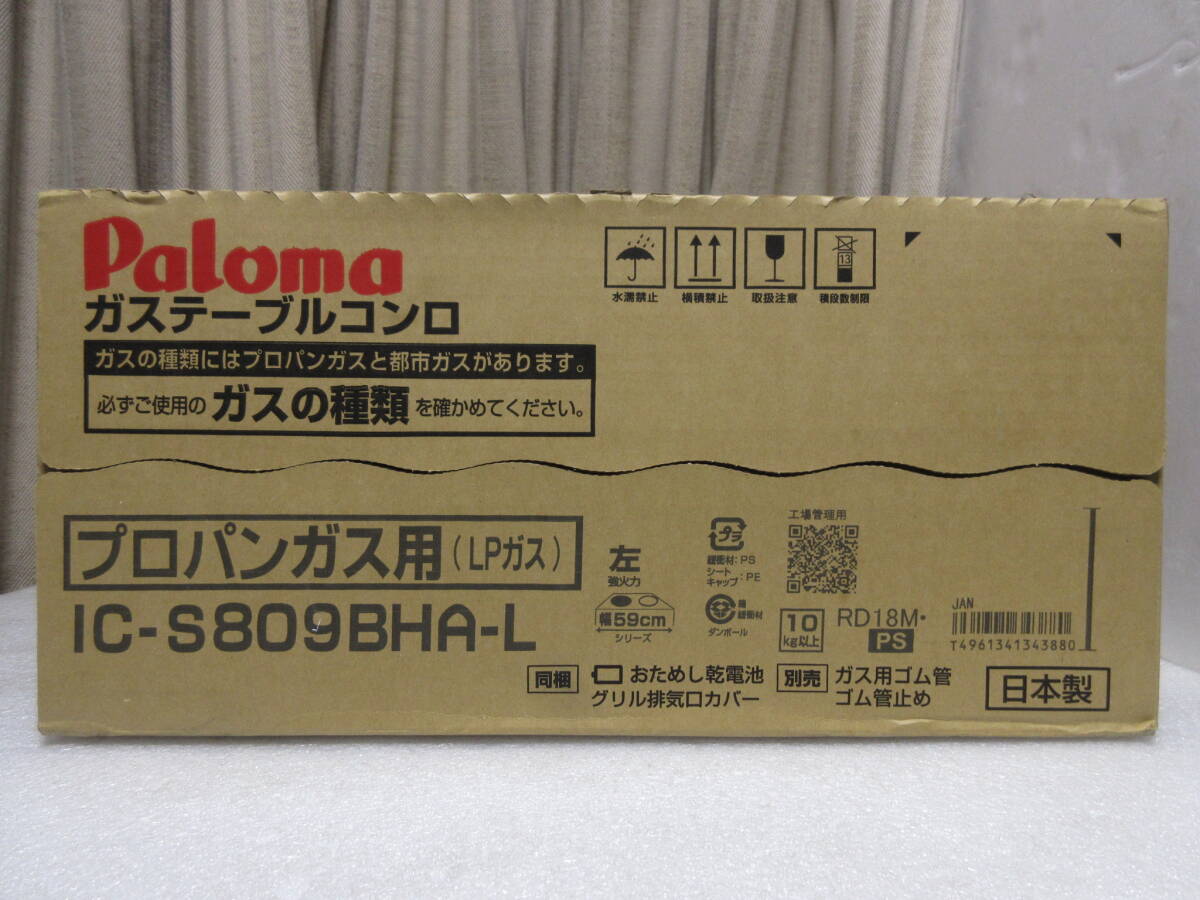 Paloma
ガステーブルコンロ
ガスの種類にはプロパンガスと都市ガスがあります。
必ずご使用の ガスの種類 を確かめてください。
水濡禁止
横積禁止
取扱注意
13
積段数制限
プロパンガス用(LPガス)
IC-S809BHA-L
左
強火力
幅59cm
シリーズ
プラ
緩衝材:PS
シート
キャップ:PE
箱
緩衝材
ダンボール
工場管理用
10
kg以上
RD18M・
PS
JAN
T4961341343880
同梱
おためし乾電池
グリル排気口カバー
別売
ガス用ゴム管
ゴム管止め
日本製